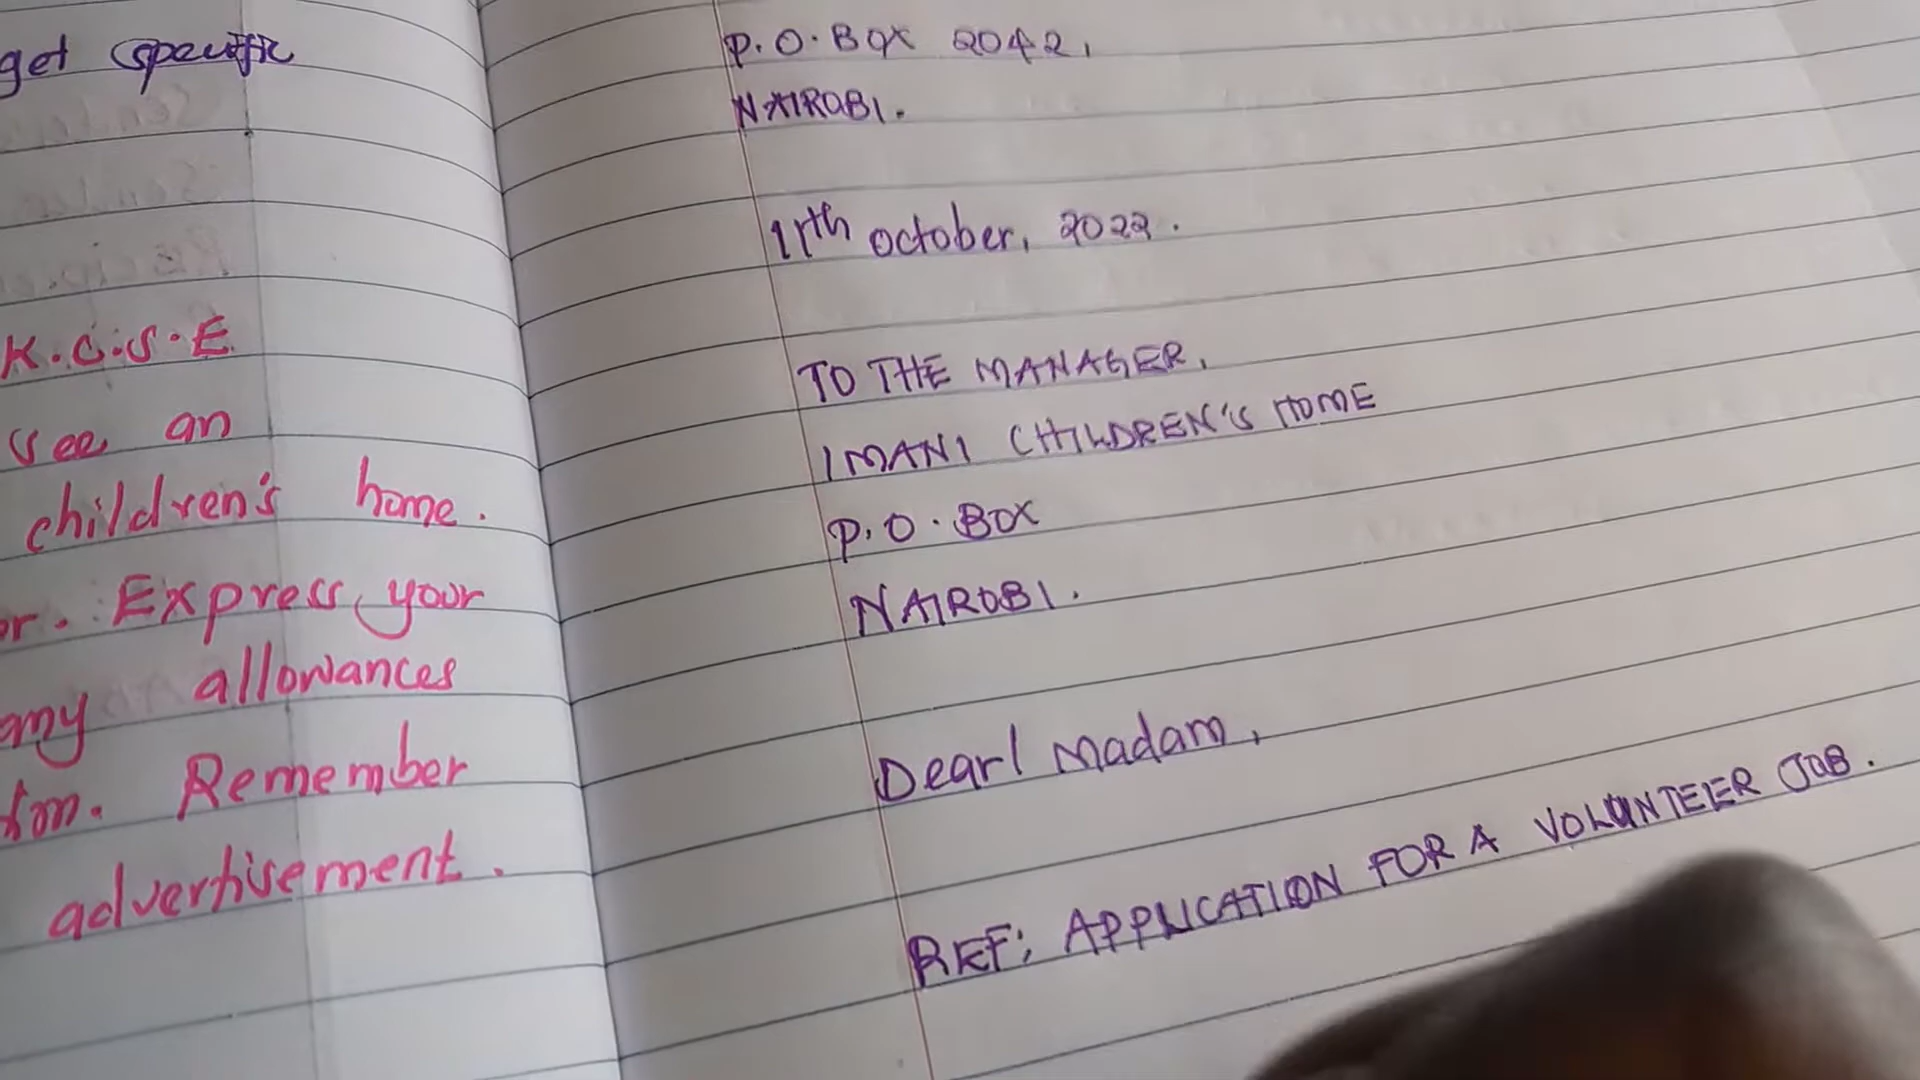 get specific
K.C.S.E
see an
children's home.
Express your
any allowances
Remember
advertisement.
P.O. BOX 2042,
NAIROBI.
11th october, 2022.
TO THE MANAGER,
IMANI CHILDREN'S HOME
P.O. BOX
NAIROBI.
Dear Madam,
REF: APPLICATION FOR A VOLUNTEER JOB.